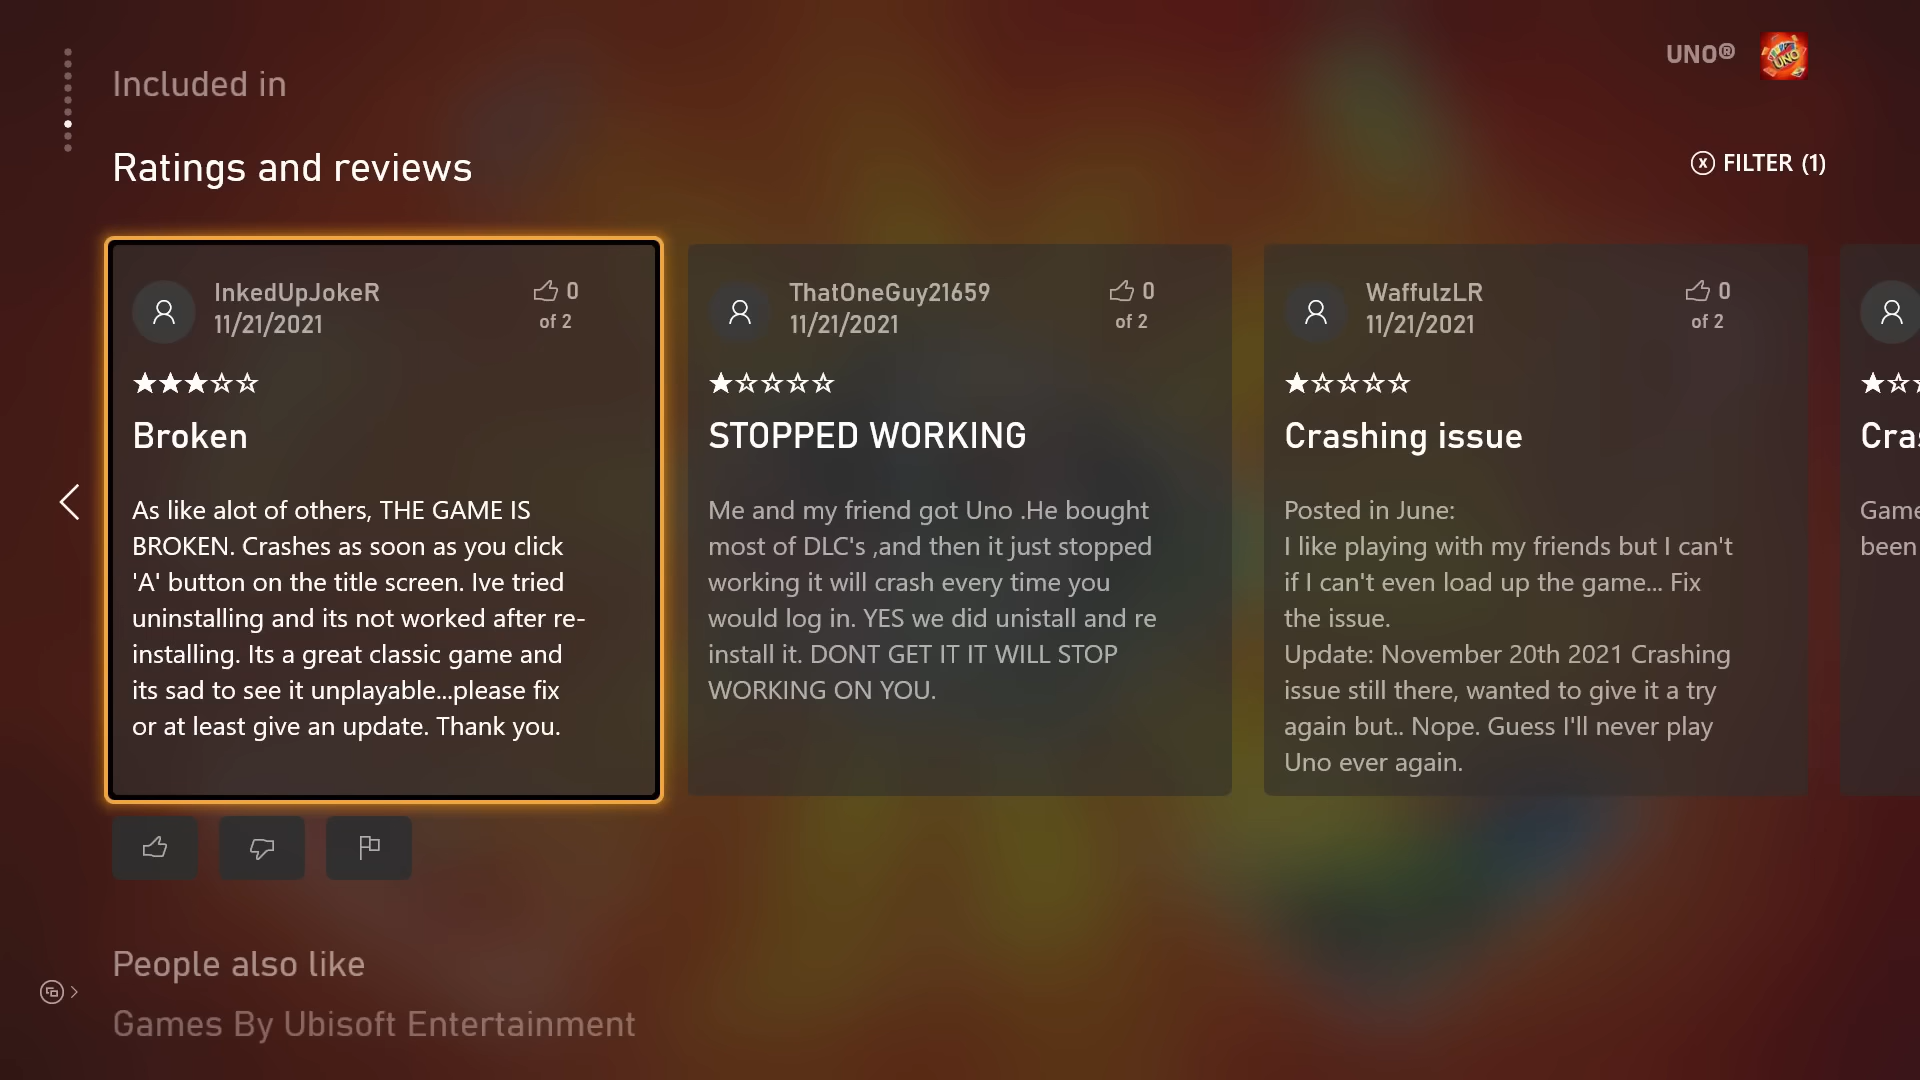 UNO®
UNO
Included in
Ratings and reviews
X FILTER (1)
InkedUpJokeR
11/21/2021
0
of 2
Broken
As like alot of others, THE GAME IS
BROKEN. Crashes as soon as you click
'A' button on the title screen. Ive tried
uninstalling and its not worked after re-
installing. Its a great classic game and
its sad to see it unplayable...please fix
or at least give an update. Thank you.
ThatOneGuy21659
11/21/2021
0
of 2
STOPPED WORKING
Me and my friend got Uno .He bought
most of DLC's ,and then it just stopped
working it will crash every time you
would log in. YES we did unistall and re
install it. DONT GET IT IT WILL STOP
WORKING ON YOU.
WaffulzLR
11/21/2021
0
of 2
Crashing issue
Posted in June:
I like playing with my friends but I can't
if I can't even load up the game... Fix
the issue.
Update: November 20th 2021 Crashing
issue still there, wanted to give it a try
again but.. Nope. Guess I'll never play
Uno ever again.
Cras
Game
been
People also like
Games By Ubisoft Entertainment